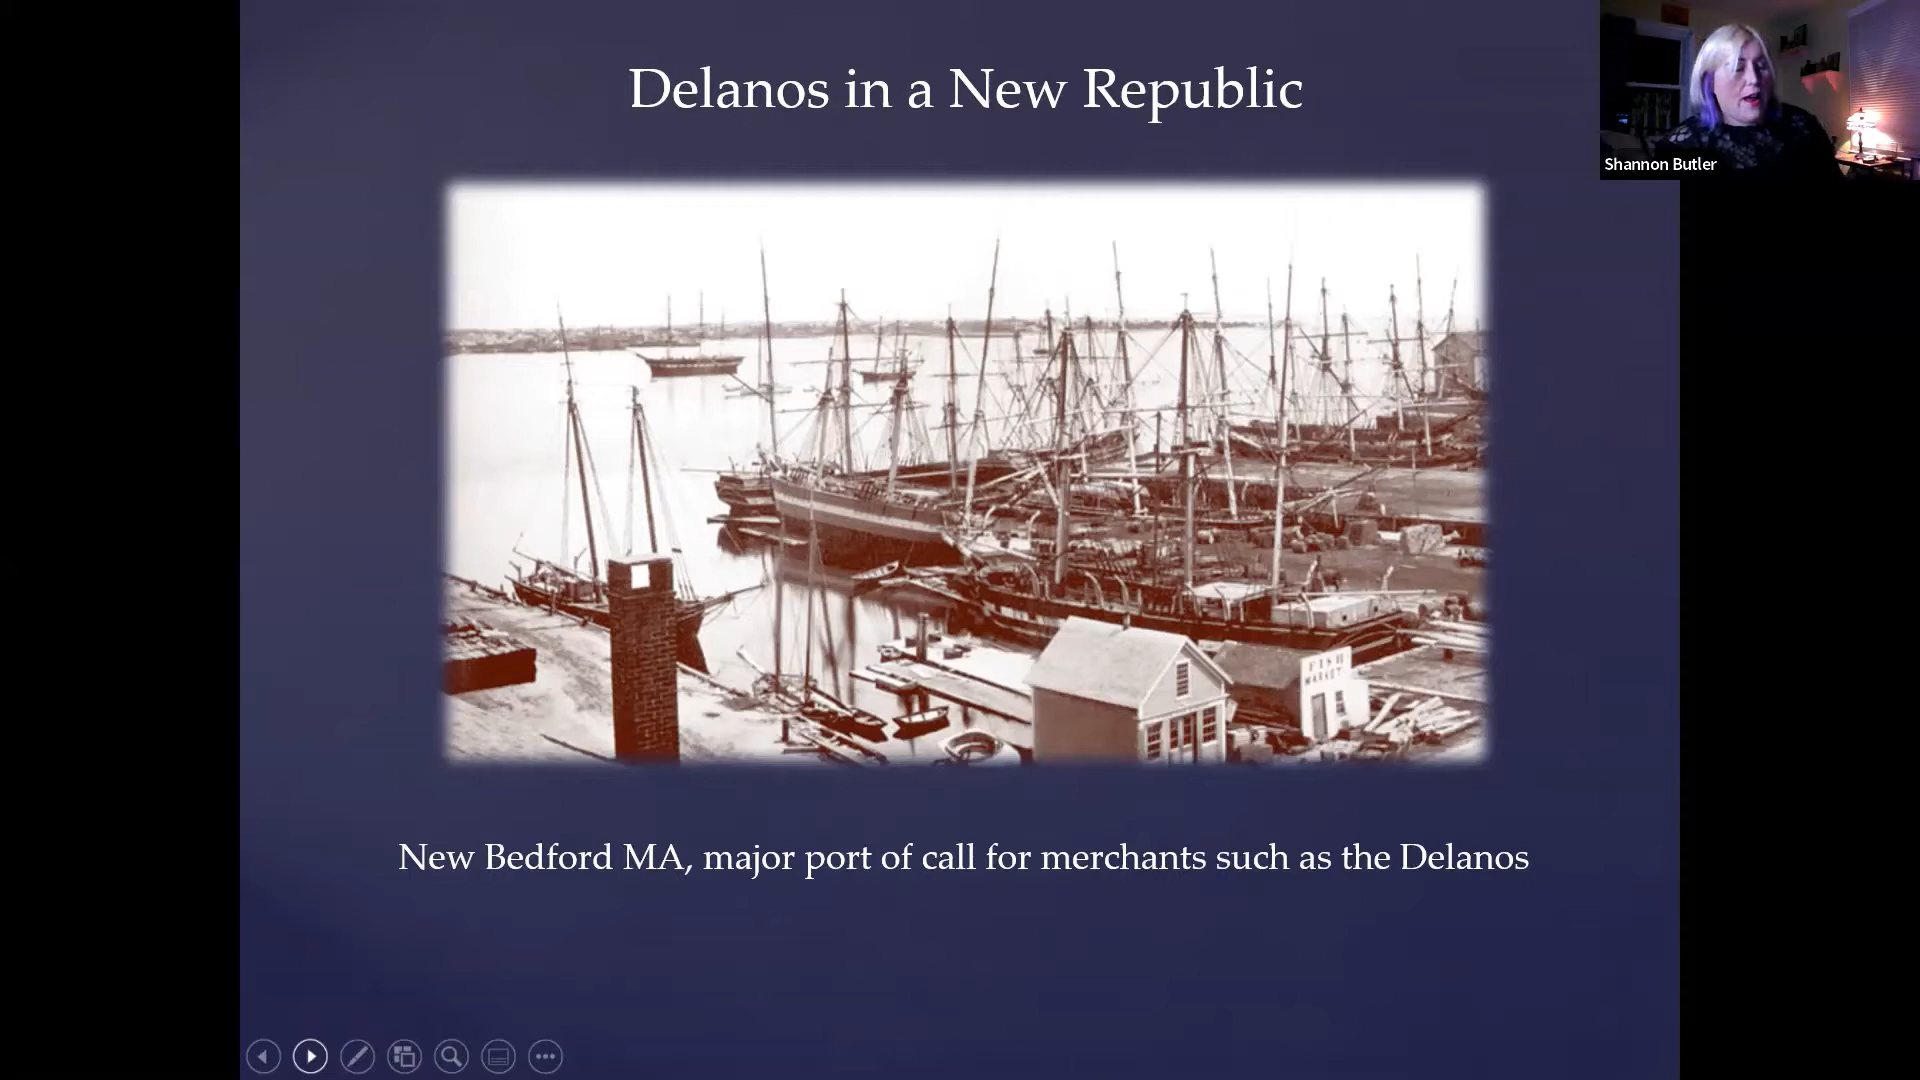 Delanos in a New Republic
Shannon Butler
FISH
MARKET
New Bedford MA, major port of call for merchants such as the Delanos